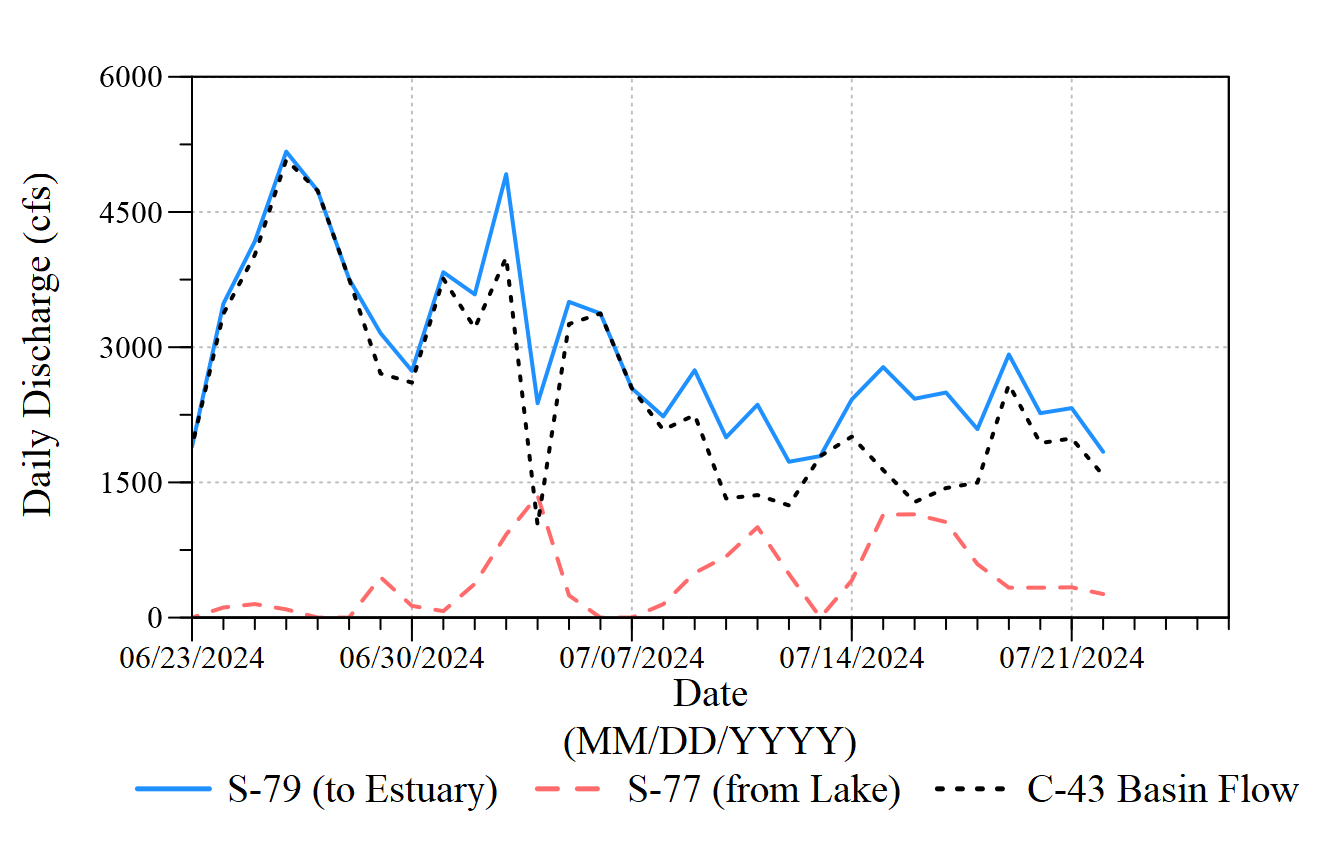 6000
4500
3000
1500
0
Daily Discharge (cfs)
06/23/2024 06/30/2024 07/07/2024 07/14/2024 07/21/2024
Date
(MM/DD/YYYY)
S-79 (to Estuary) S-77 (from Lake) C-43 Basin Flow